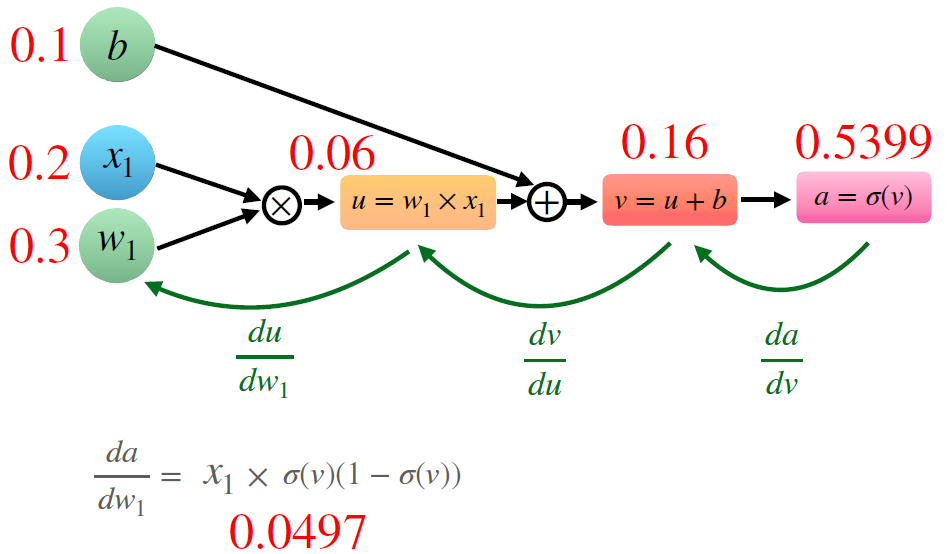 0.1 b
0.2 x₁
0.3 w₁
×
0.06
u = w₁ × x₁
+
0.16
v = u + b
0.5399
a = σ(v)
du/dw₁
dv/du
da/dv
da/dw₁ = x₁ × σ(v)(1 − σ(v))
0.0497